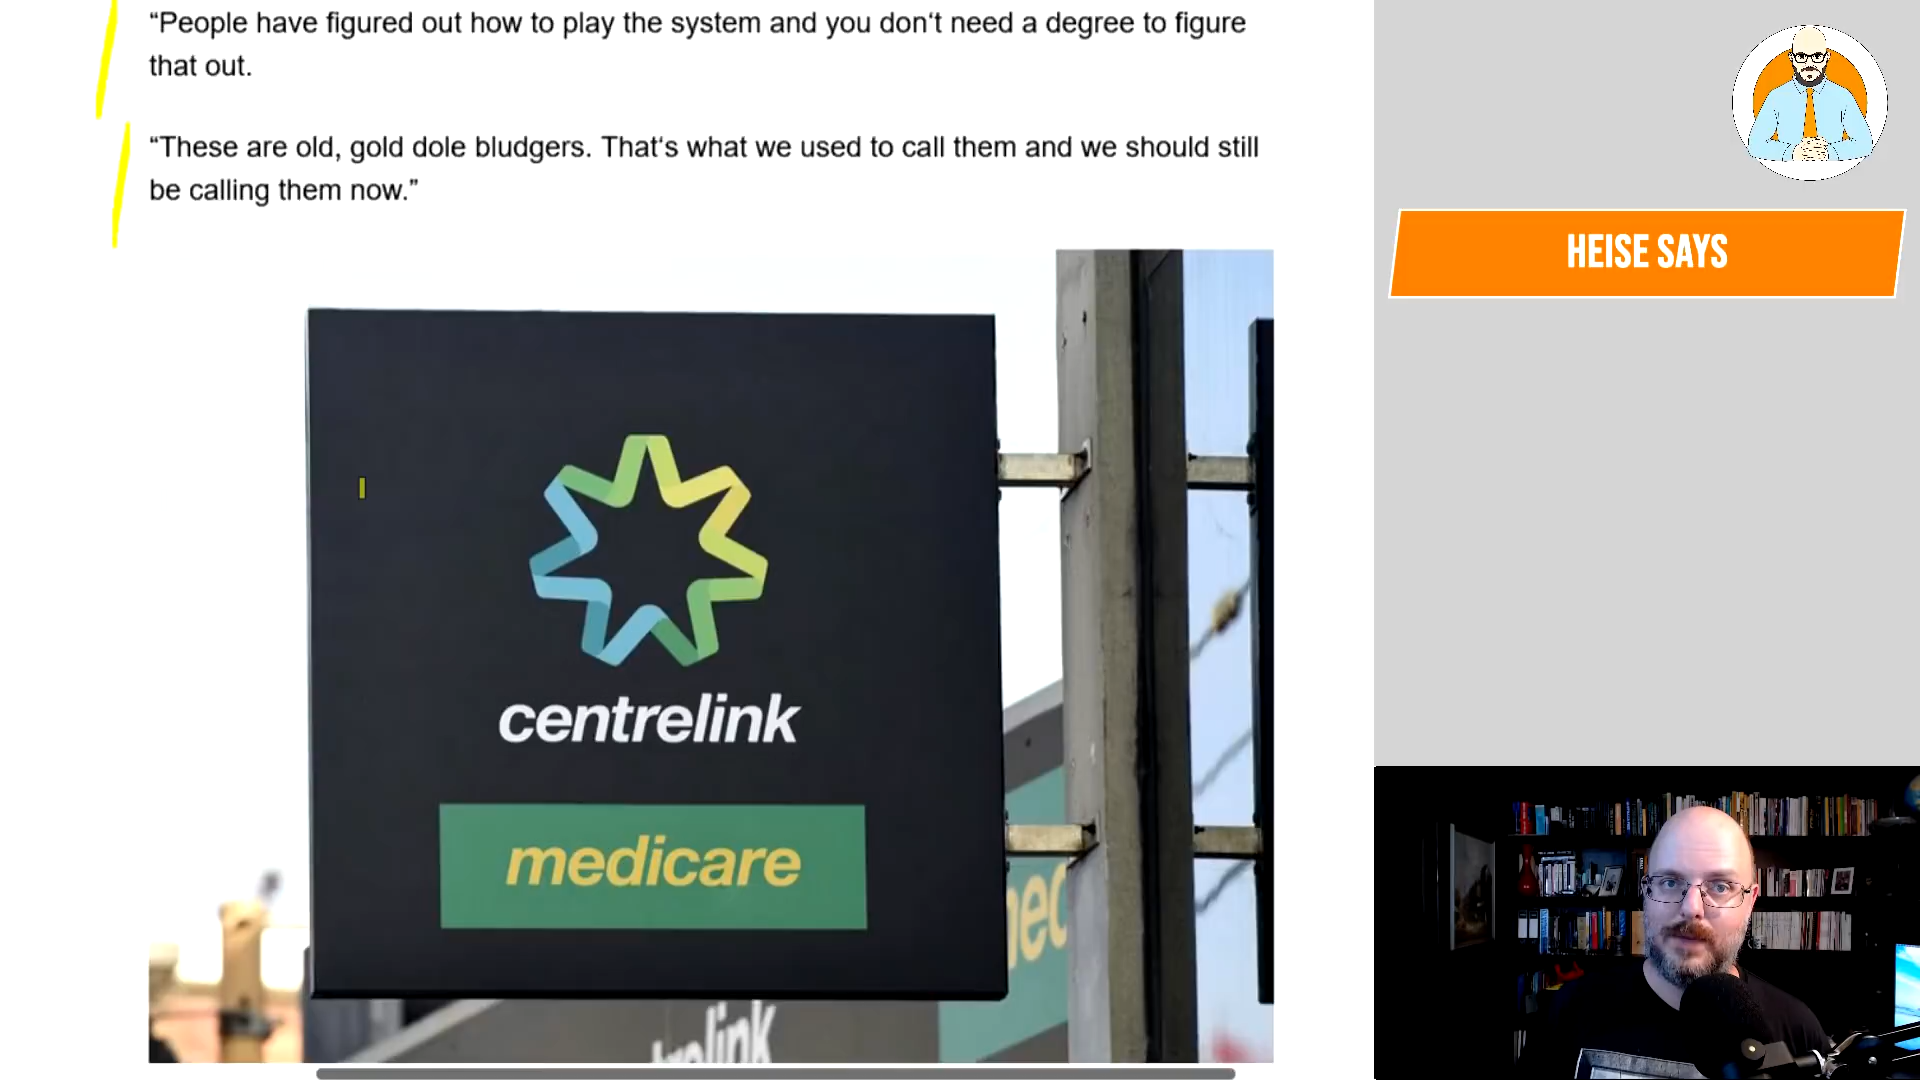 “People have figured out how to play the system and you don‘t need a degree to figure
that out.
“These are old, gold dole bludgers. That‘s what we used to call them and we should still
be calling them now.”
HEISE SAYS
centrelink
medicare